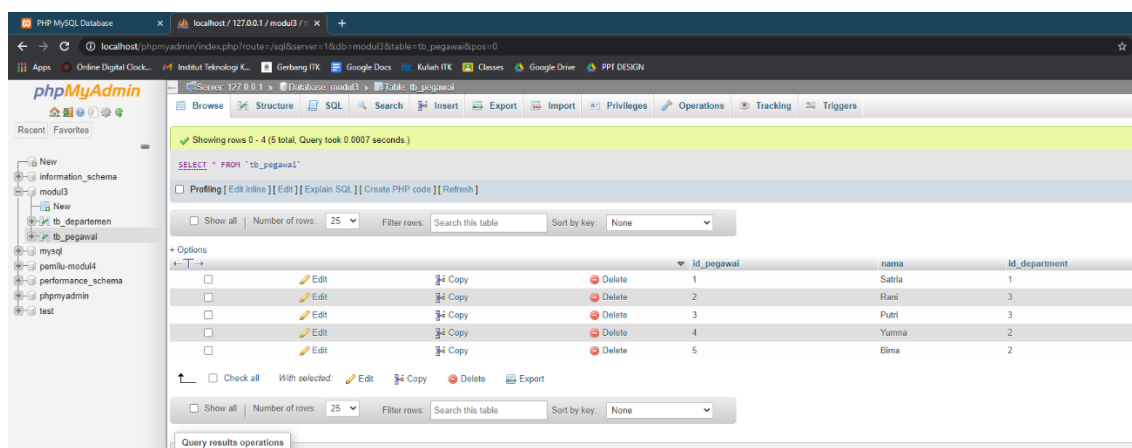 PHP MySQL Database
localhost / 127.0.0.1 / modul3 / t
localhost/phpmyadmin/index.php?route=/sql&server=1&db=modul3&table=tb_pegawai&pos=0
Apps Online Digital Clock... Institut Teknologi K... Gerbang ITK Google Docs Kuliah ITK Classes Google Drive PPT DESIGN
phpMyAdmin
Recent Favorites
New
information_schema
modul3
New
tb_departemen
tb_pegawai
mysql
pemilu-modul4
performance_schema
phpmyadmin
test
Server: 127.0.0.1 » Database: modul3 » Table: tb_pegawai
Browse Structure SQL Search Insert Export Import Privileges Operations Tracking Triggers
Showing rows 0 - 4 (5 total, Query took 0.0007 seconds.)
SELECT * FROM `tb_pegawai`
Profiling [ Edit inline ] [ Edit ] [ Explain SQL ] [ Create PHP code ] [ Refresh ]
Show all | Number of rows: 25 Filter rows: Search this table Sort by key: None
+ Options
id_pegawai nama id_department
Edit Copy Delete 1 Satria 1
Edit Copy Delete 2 Rani 3
Edit Copy Delete 3 Putri 3
Edit Copy Delete 4 Yumna 2
Edit Copy Delete 5 Bima 2
Check all With selected: Edit Copy Delete Export
Show all | Number of rows: 25 Filter rows: Search this table Sort by key: None
Query results operations